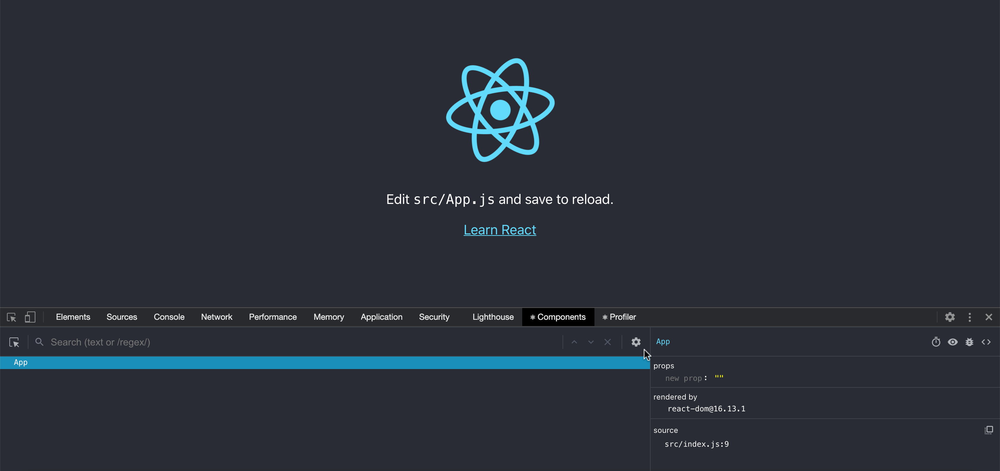 Edit src/App.js and save to reload.
Learn React
Elements Sources Console Network Performance Memory Application Security Lighthouse ⚛ Components ⚛ Profiler
Search (text or /regex/)
App
App
props
new prop: ""
rendered by
react-dom@16.13.1
source
src/index.js:9